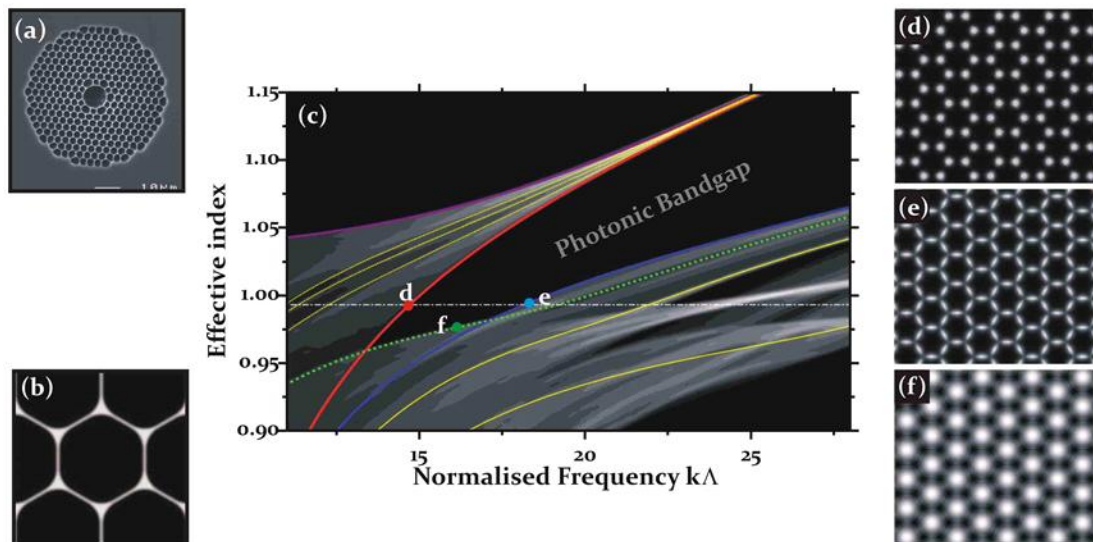 (a)
10µm
(b)
(c)
1.15
1.10
1.05
1.00
0.95
0.90
Effective index
15
20
25
Normalised Frequency kΛ
Photonic Bandgap
d
e
f
(d)
(e)
(f)